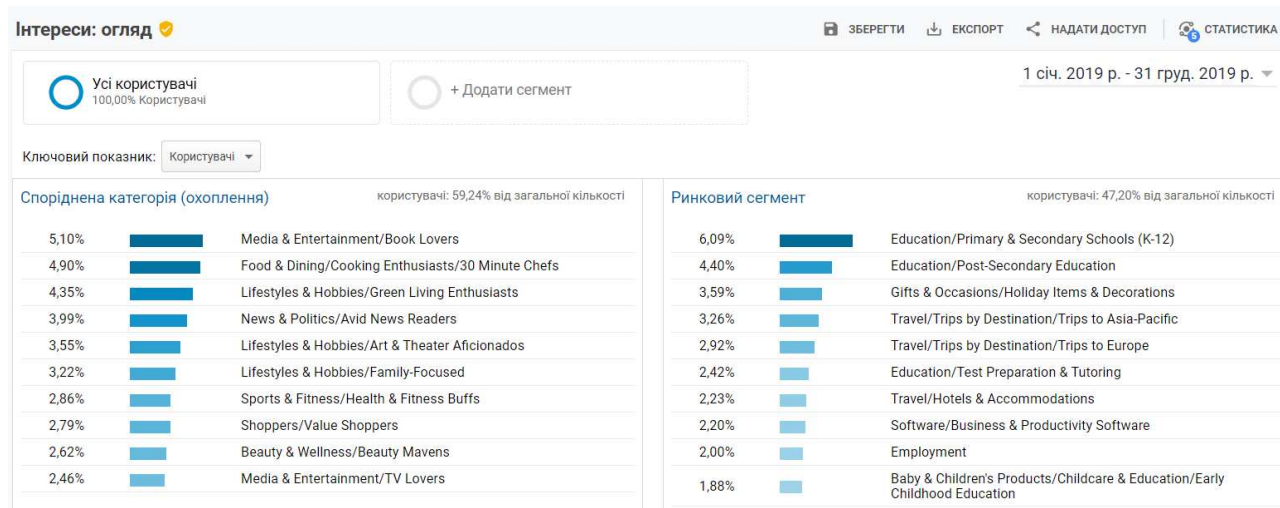 Інтереси: огляд
ЗБЕРЕГТИ
ЕКСПОРТ
НАДАТИ ДОСТУП
5
СТАТИСТИКА
Усі користувачі
100,00% Користувачі
+ Додати сегмент
1 січ. 2019 р. - 31 груд. 2019 р.
Ключовий показник: Користувачі
Споріднена категорія (охоплення) користувачі: 59,24% від загальної кількості
5,10% Media & Entertainment/Book Lovers
4,90% Food & Dining/Cooking Enthusiasts/30 Minute Chefs
4,35% Lifestyles & Hobbies/Green Living Enthusiasts
3,99% News & Politics/Avid News Readers
3,55% Lifestyles & Hobbies/Art & Theater Aficionados
3,22% Lifestyles & Hobbies/Family-Focused
2,86% Sports & Fitness/Health & Fitness Buffs
2,79% Shoppers/Value Shoppers
2,62% Beauty & Wellness/Beauty Mavens
2,46% Media & Entertainment/TV Lovers
Ринковий сегмент користувачі: 47,20% від загальної кількості
6,09% Education/Primary & Secondary Schools (K-12)
4,40% Education/Post-Secondary Education
3,59% Gifts & Occasions/Holiday Items & Decorations
3,26% Travel/Trips by Destination/Trips to Asia-Pacific
2,92% Travel/Trips by Destination/Trips to Europe
2,42% Education/Test Preparation & Tutoring
2,23% Travel/Hotels & Accommodations
2,20% Software/Business & Productivity Software
2,00% Employment
1,88% Baby & Children's Products/Childcare & Education/Early
Childhood Education